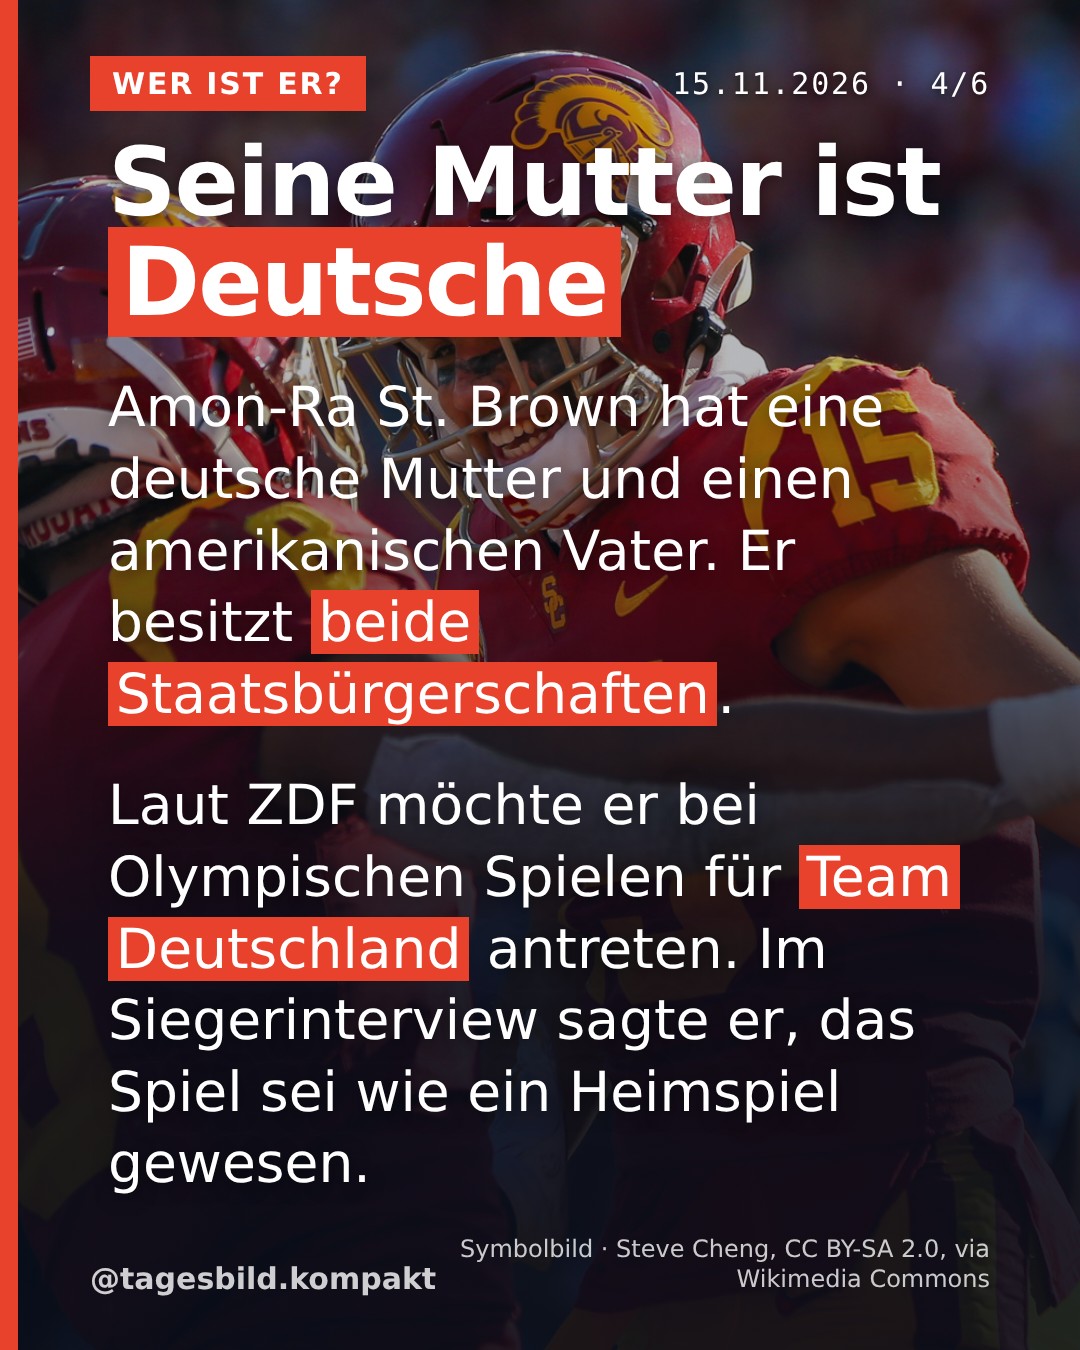 WER IST ER?
15.11.2026 · 4/6
Seine Mutter ist
Deutsche
Amon-Ra St. Brown hat eine
deutsche Mutter und einen
amerikanischen Vater. Er
besitzt beide
Staatsbürgerschaften.
Laut ZDF möchte er bei
Olympischen Spielen für Team
Deutschland antreten. Im
Siegerinterview sagte er, das
Spiel sei wie ein Heimspiel
gewesen.
@tagesbild.kompakt
Symbolbild · Steve Cheng, CC BY-SA 2.0, via
Wikimedia Commons
15
SC